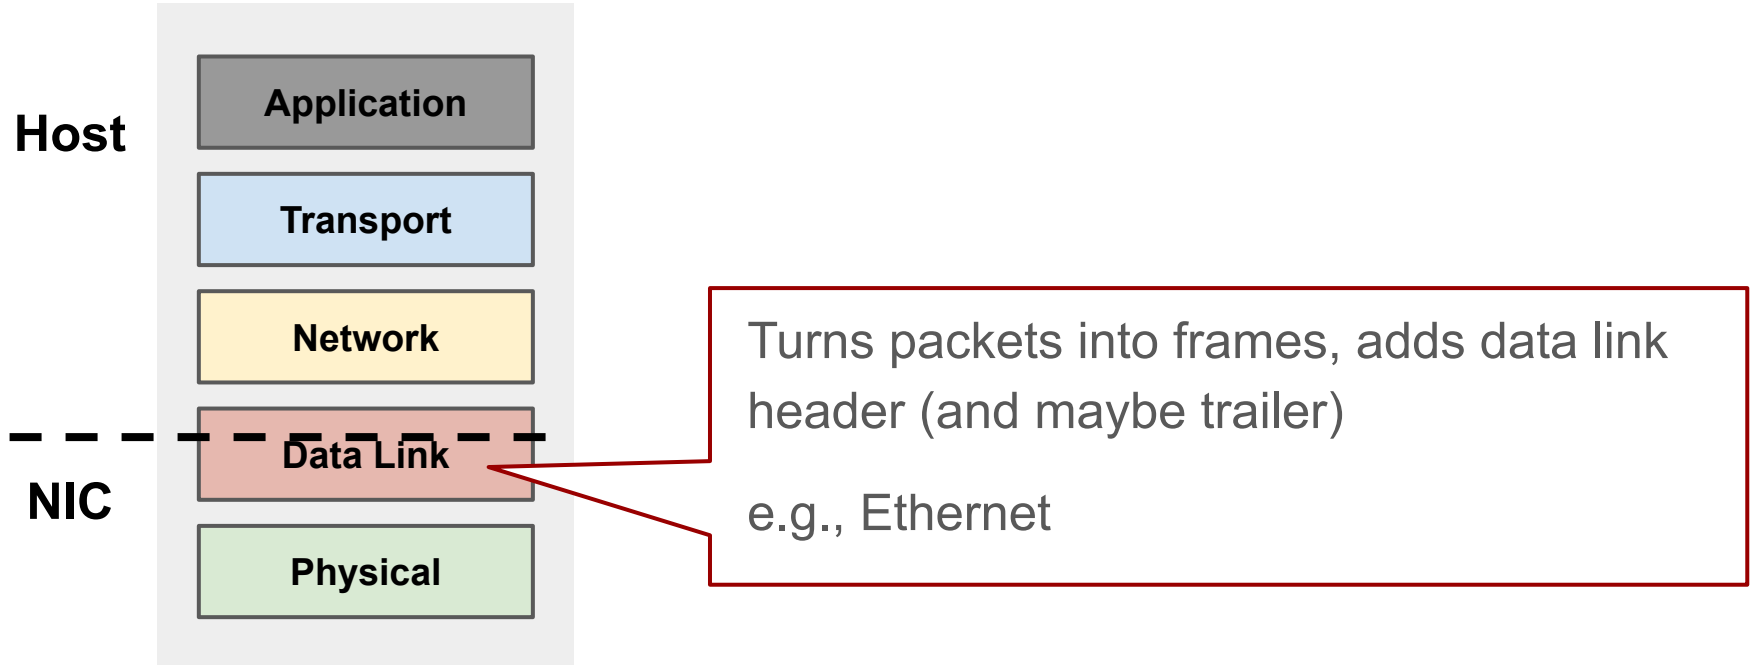 Host
Application
Transport
Network
Data Link
NIC
Physical
Turns packets into frames, adds data link
header (and maybe trailer)
e.g., Ethernet